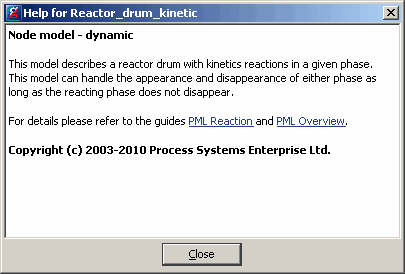 Help for Reactor_drum_kinetic
Node model - dynamic
This model describes a reactor drum with kinetics reactions in a given phase.
This model can handle the appearance and disappearance of either phase as
long as the reacting phase does not disappear.
For details please refer to the guides PML Reaction and PML Overview.
Copyright (c) 2003-2010 Process Systems Enterprise Ltd.
Close